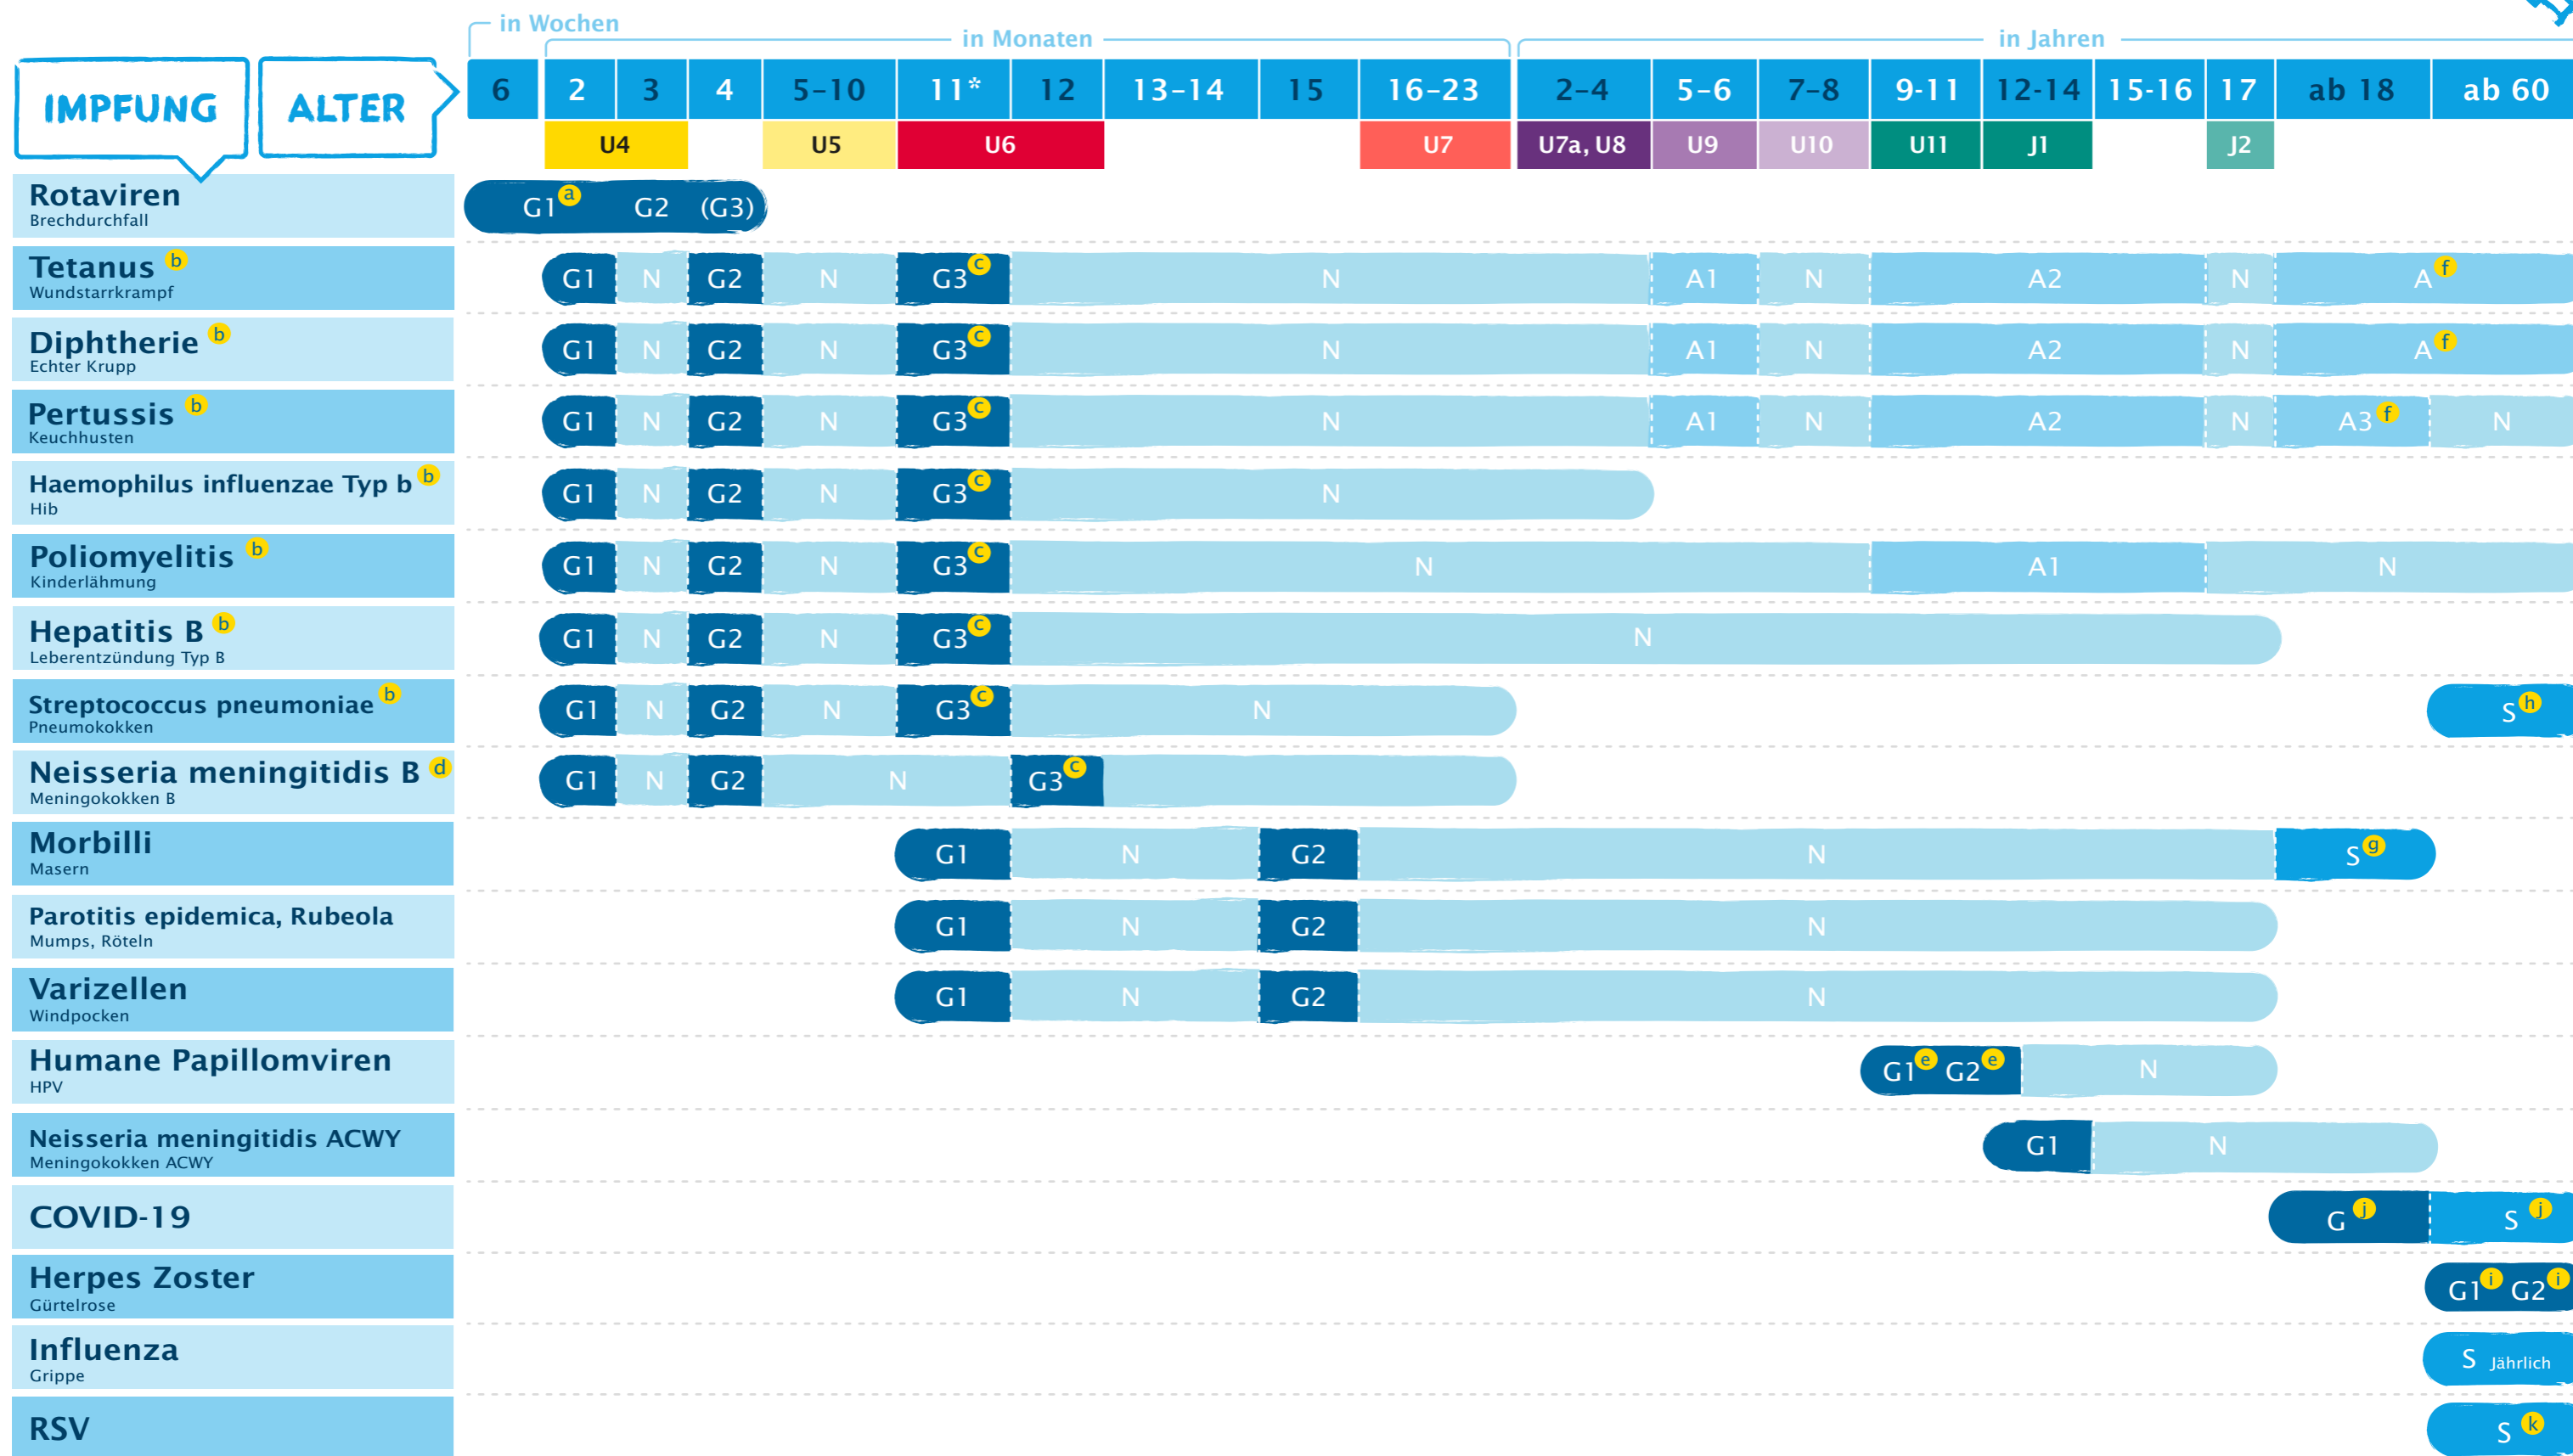 in Wochen
in Monaten
in Jahren
IMPFUNG ALTER 6 2 3 4 5–10 11* 12 13–14 15 16–23 2–4 5–6 7–8 9-11 12-14 15-16 17 ab 18 ab 60
U4 U5 U6 U7 U7a, U8 U9 U10 U11 J1 J2
Rotaviren G1 a G2 (G3)
Brechdurchfall
Tetanus b G1 N G2 N G3 c N A1 N A2 N A f
Wundstarrkrampf
Diphtherie b G1 N G2 N G3 c N A1 N A2 N A f
Echter Krupp
Pertussis b G1 N G2 N G3 c N A1 N A2 N A3 f N
Keuchhusten
Haemophilus influenzae Typ b b G1 N G2 N G3 c N
Hib
Poliomyelitis b G1 N G2 N G3 c N A1 N
Kinderlähmung
Hepatitis B b G1 N G2 N G3 c N
Leberentzündung Typ B
Streptococcus pneumoniae b G1 N G2 N G3 c N S h
Pneumokokken
Neisseria meningitidis B d G1 N G2 N G3 c
Meningokokken B
Morbilli G1 N G2 N S g
Masern
Parotitis epidemica, Rubeola G1 N G2 N
Mumps, Röteln
Varizellen G1 N G2 N
Windpocken
Humane Papillomviren G1 e G2 e N
HPV
Neisseria meningitidis ACWY G1 N
Meningokokken ACWY
COVID-19 G j S j
Herpes Zoster G1 i G2 i
Gürtelrose
Influenza S Jährlich
Grippe
RSV S k